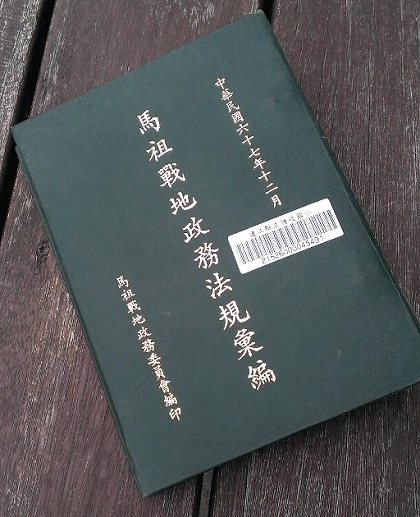 中華民國六十七年十二月
馬祖戰地政務法規彙編
馬祖戰地政務委員會編印